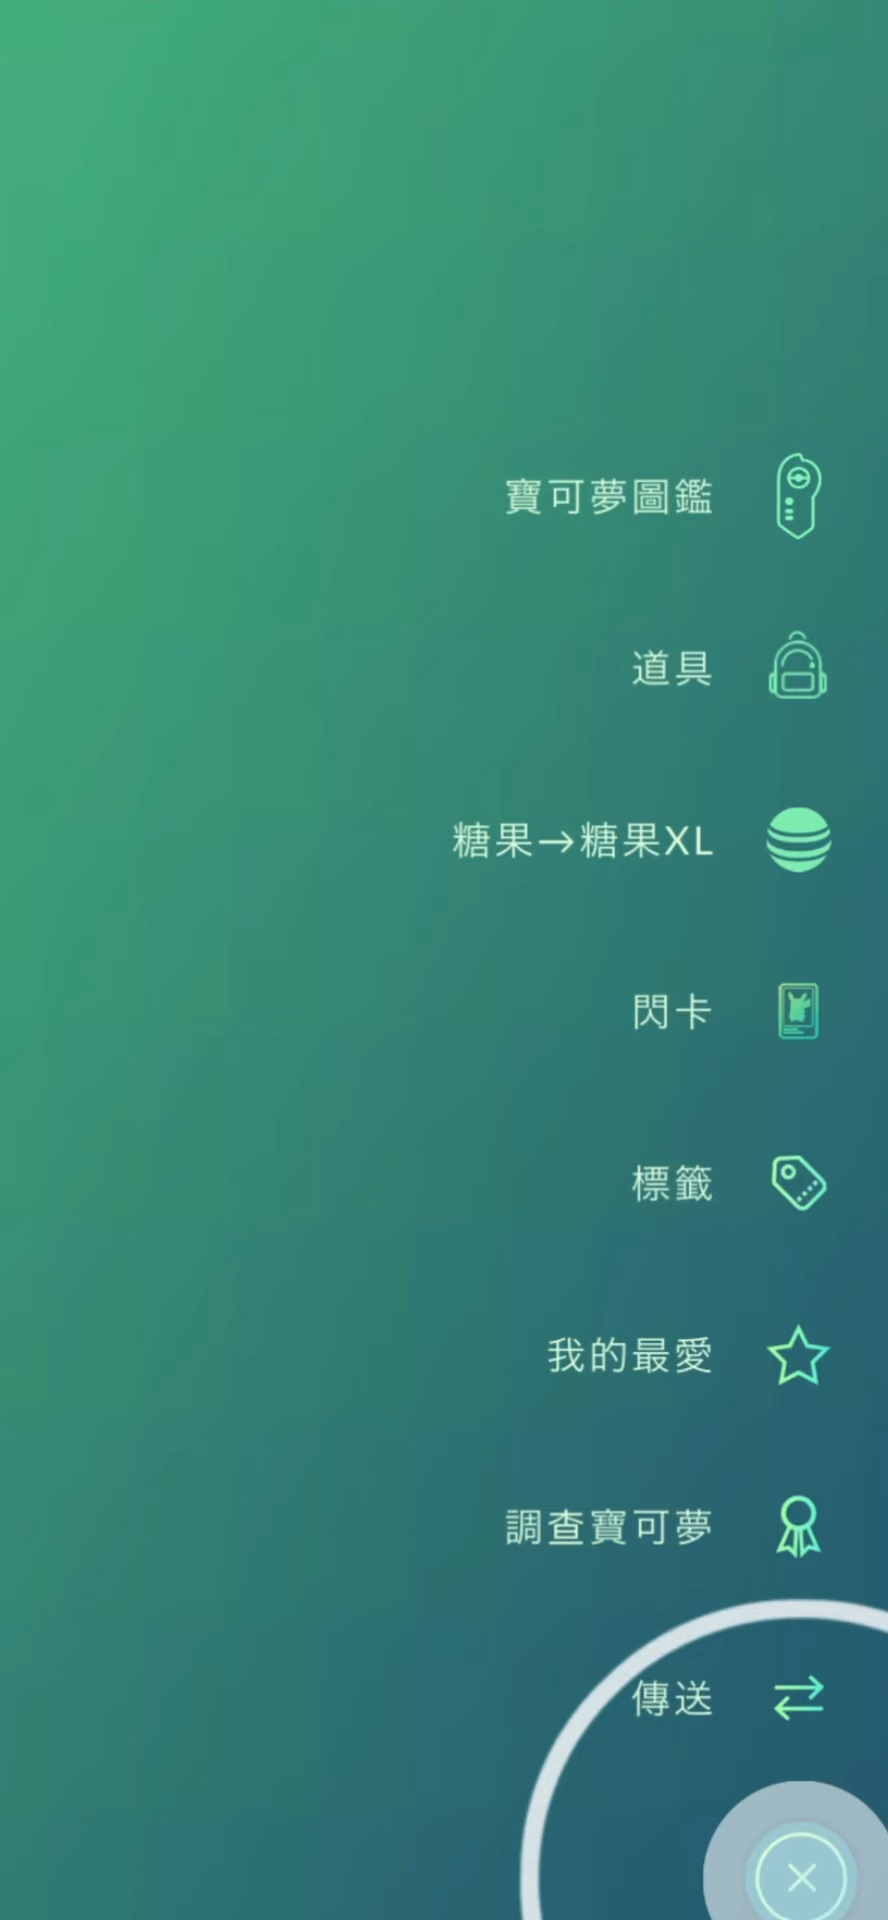 寶可夢圖鑑
道具
糖果→糖果XL
閃卡
標籤
我的最愛
調查寶可夢
傳送